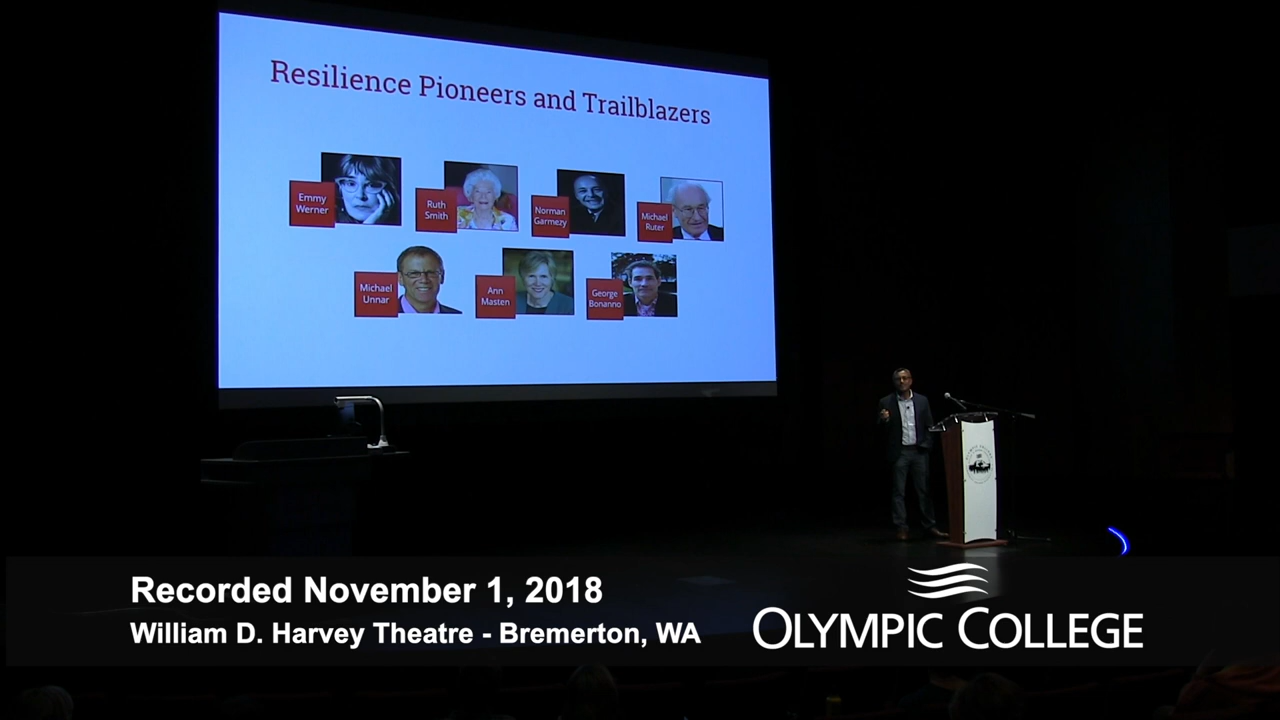 Resilience Pioneers and Trailblazers
Emmy
Werner
Ruth
Smith
Norman
Garmezy
Michael
Ruter
Michael
Unnar
Ann
Masten
George
Bonanno
Recorded November 1, 2018
William D. Harvey Theatre - Bremerton, WA
OLYMPIC COLLEGE